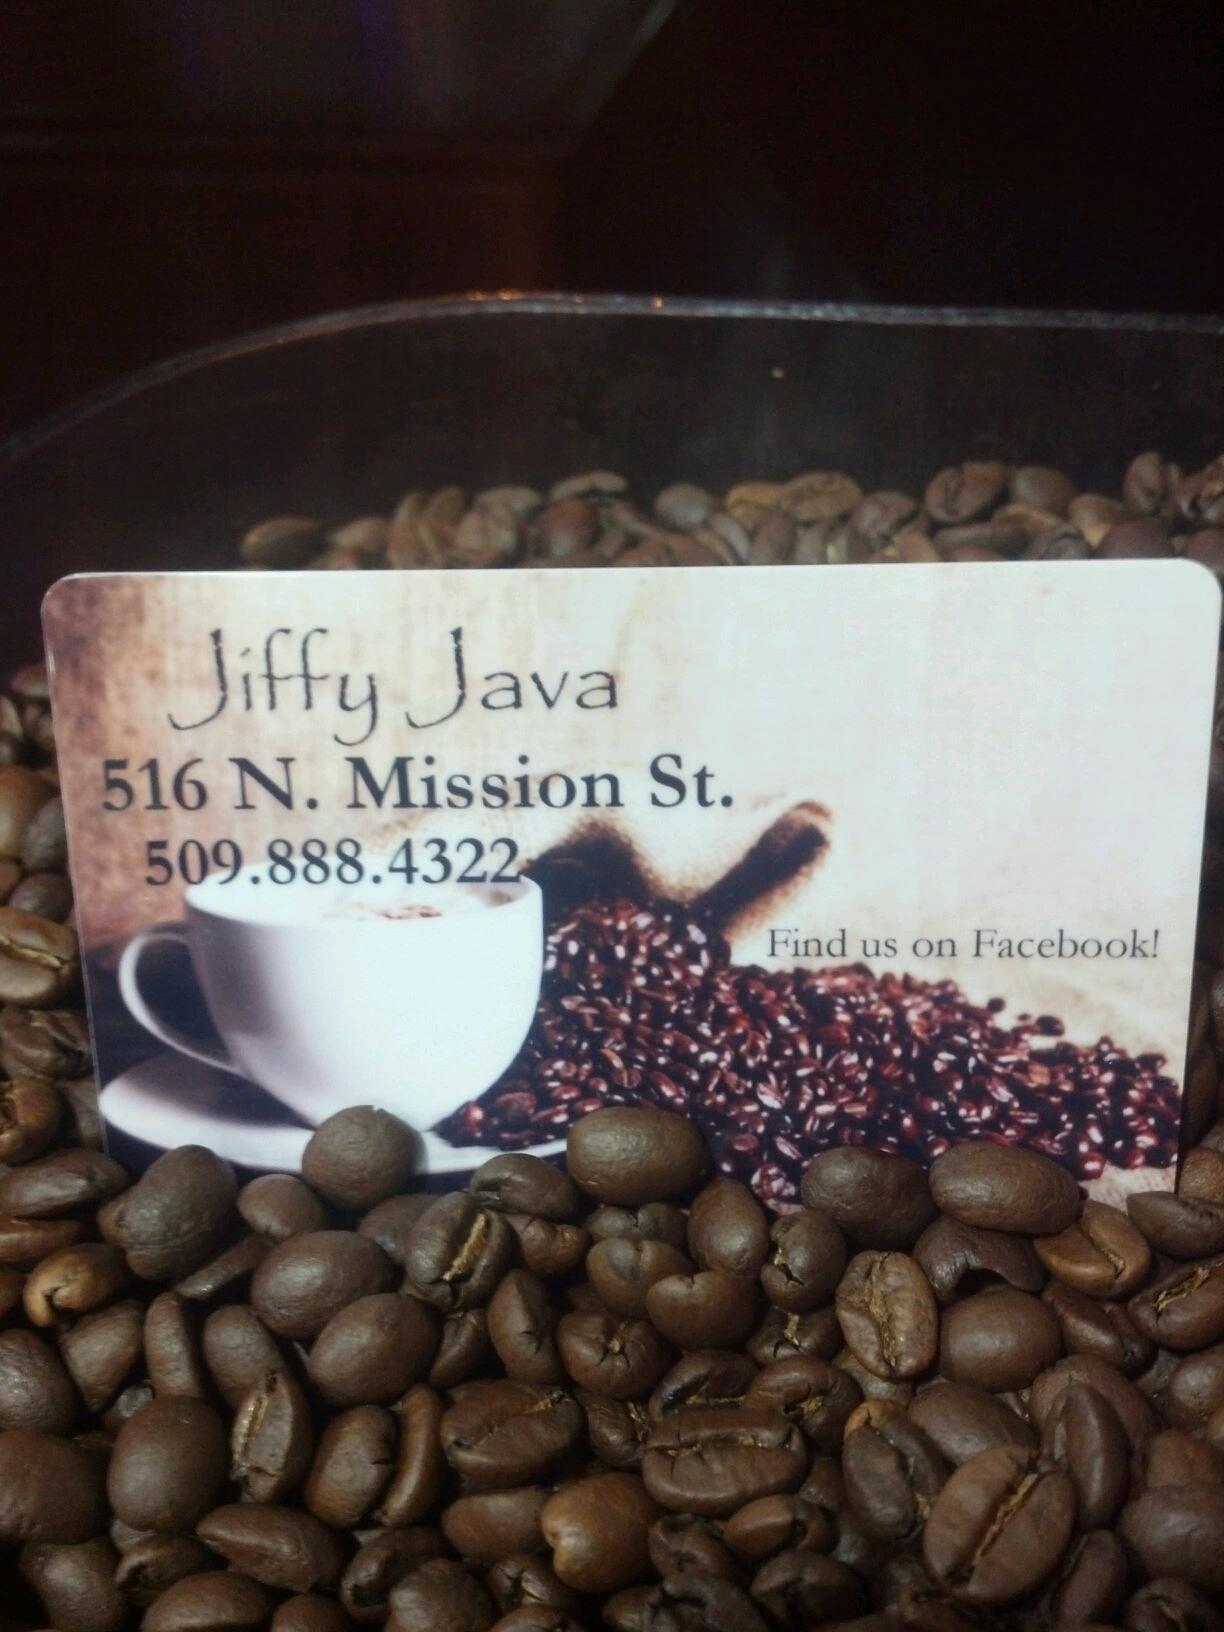 Jiffy Java
516 N. Mission St.
509.888.4322
Find us on Facebook!